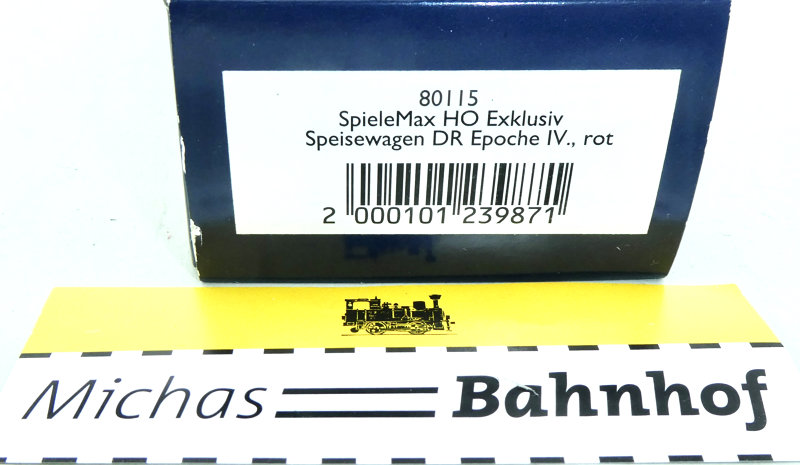 80115
SpieleMax HO Exklusiv
Speisewagen DR Epoche IV., rot
2 000101 239871
Michas Bahnhof